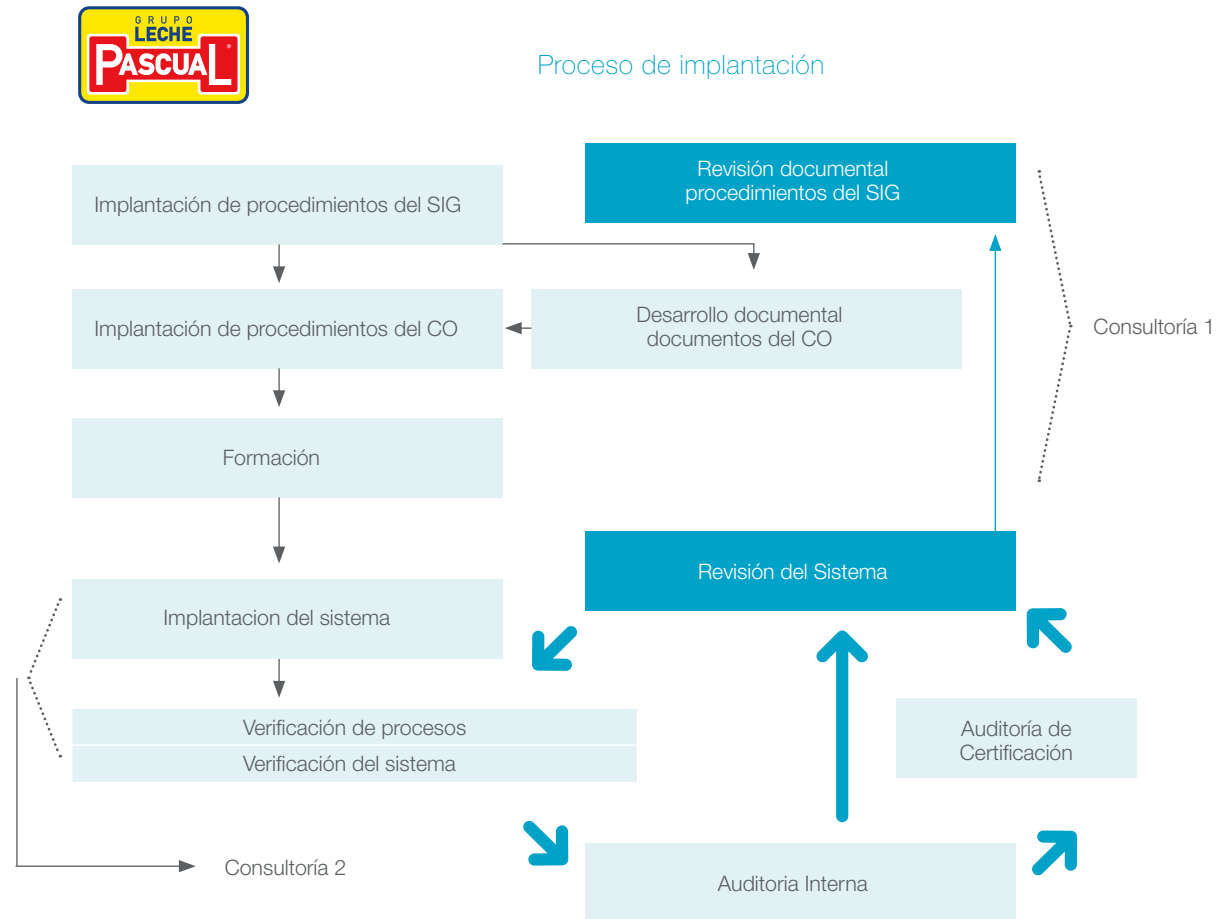 GRUPO
LECHE
PASCUAL
Proceso de implantación
Revisión documental
procedimientos del SIG
Implantación de procedimientos del SIG
Implantación de procedimientos del CO
Desarrollo documental
documentos del CO
Consultoría 1
Formación
Revisión del Sistema
Implantacion del sistema
Verificación de procesos
Verificación del sistema
Auditoría de
Certificación
Consultoría 2
Auditoria Interna